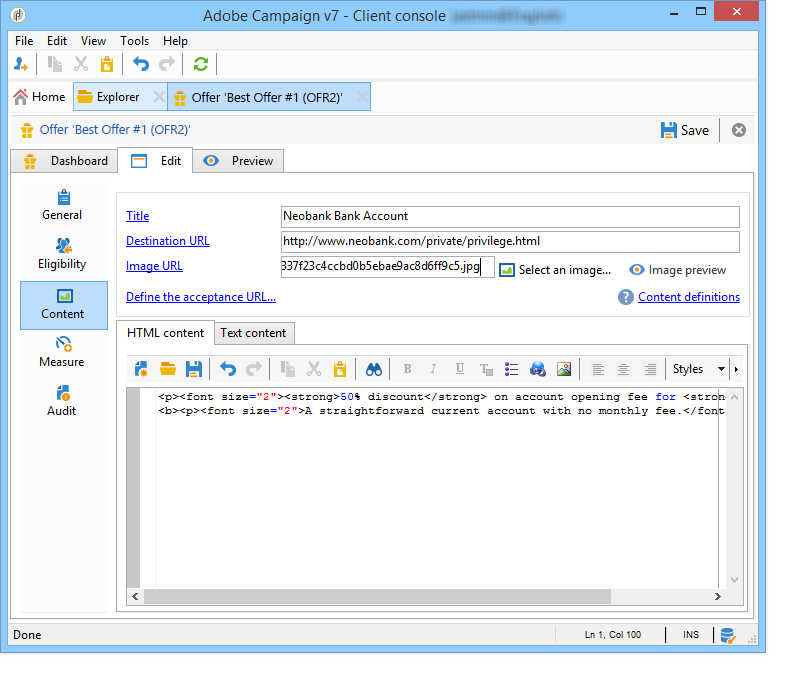 Adobe Campaign v7 - Client console
File Edit View Tools Help
Home Explorer Offer 'Best Offer #1 (OFR2)'
Offer 'Best Offer #1 (OFR2)' Save
Dashboard Edit Preview
General
Eligibility
Content
Measure
Audit
Title Neobank Bank Account
Destination URL http://www.neobank.com/private/privilege.html
Image URL 337f23c4ccbd0b5ebae9ac8d6ff9c5.jpg Select an image... Image preview
Define the acceptance URL... ? Content definitions
HTML content Text content
B I U T Styles
<p><font size="2"><strong>50% discount</strong> on account opening fee for <stron
<b><p><font size="2">A straightforward current account with no monthly fee.</font
Done Ln 1, Col 100 INS